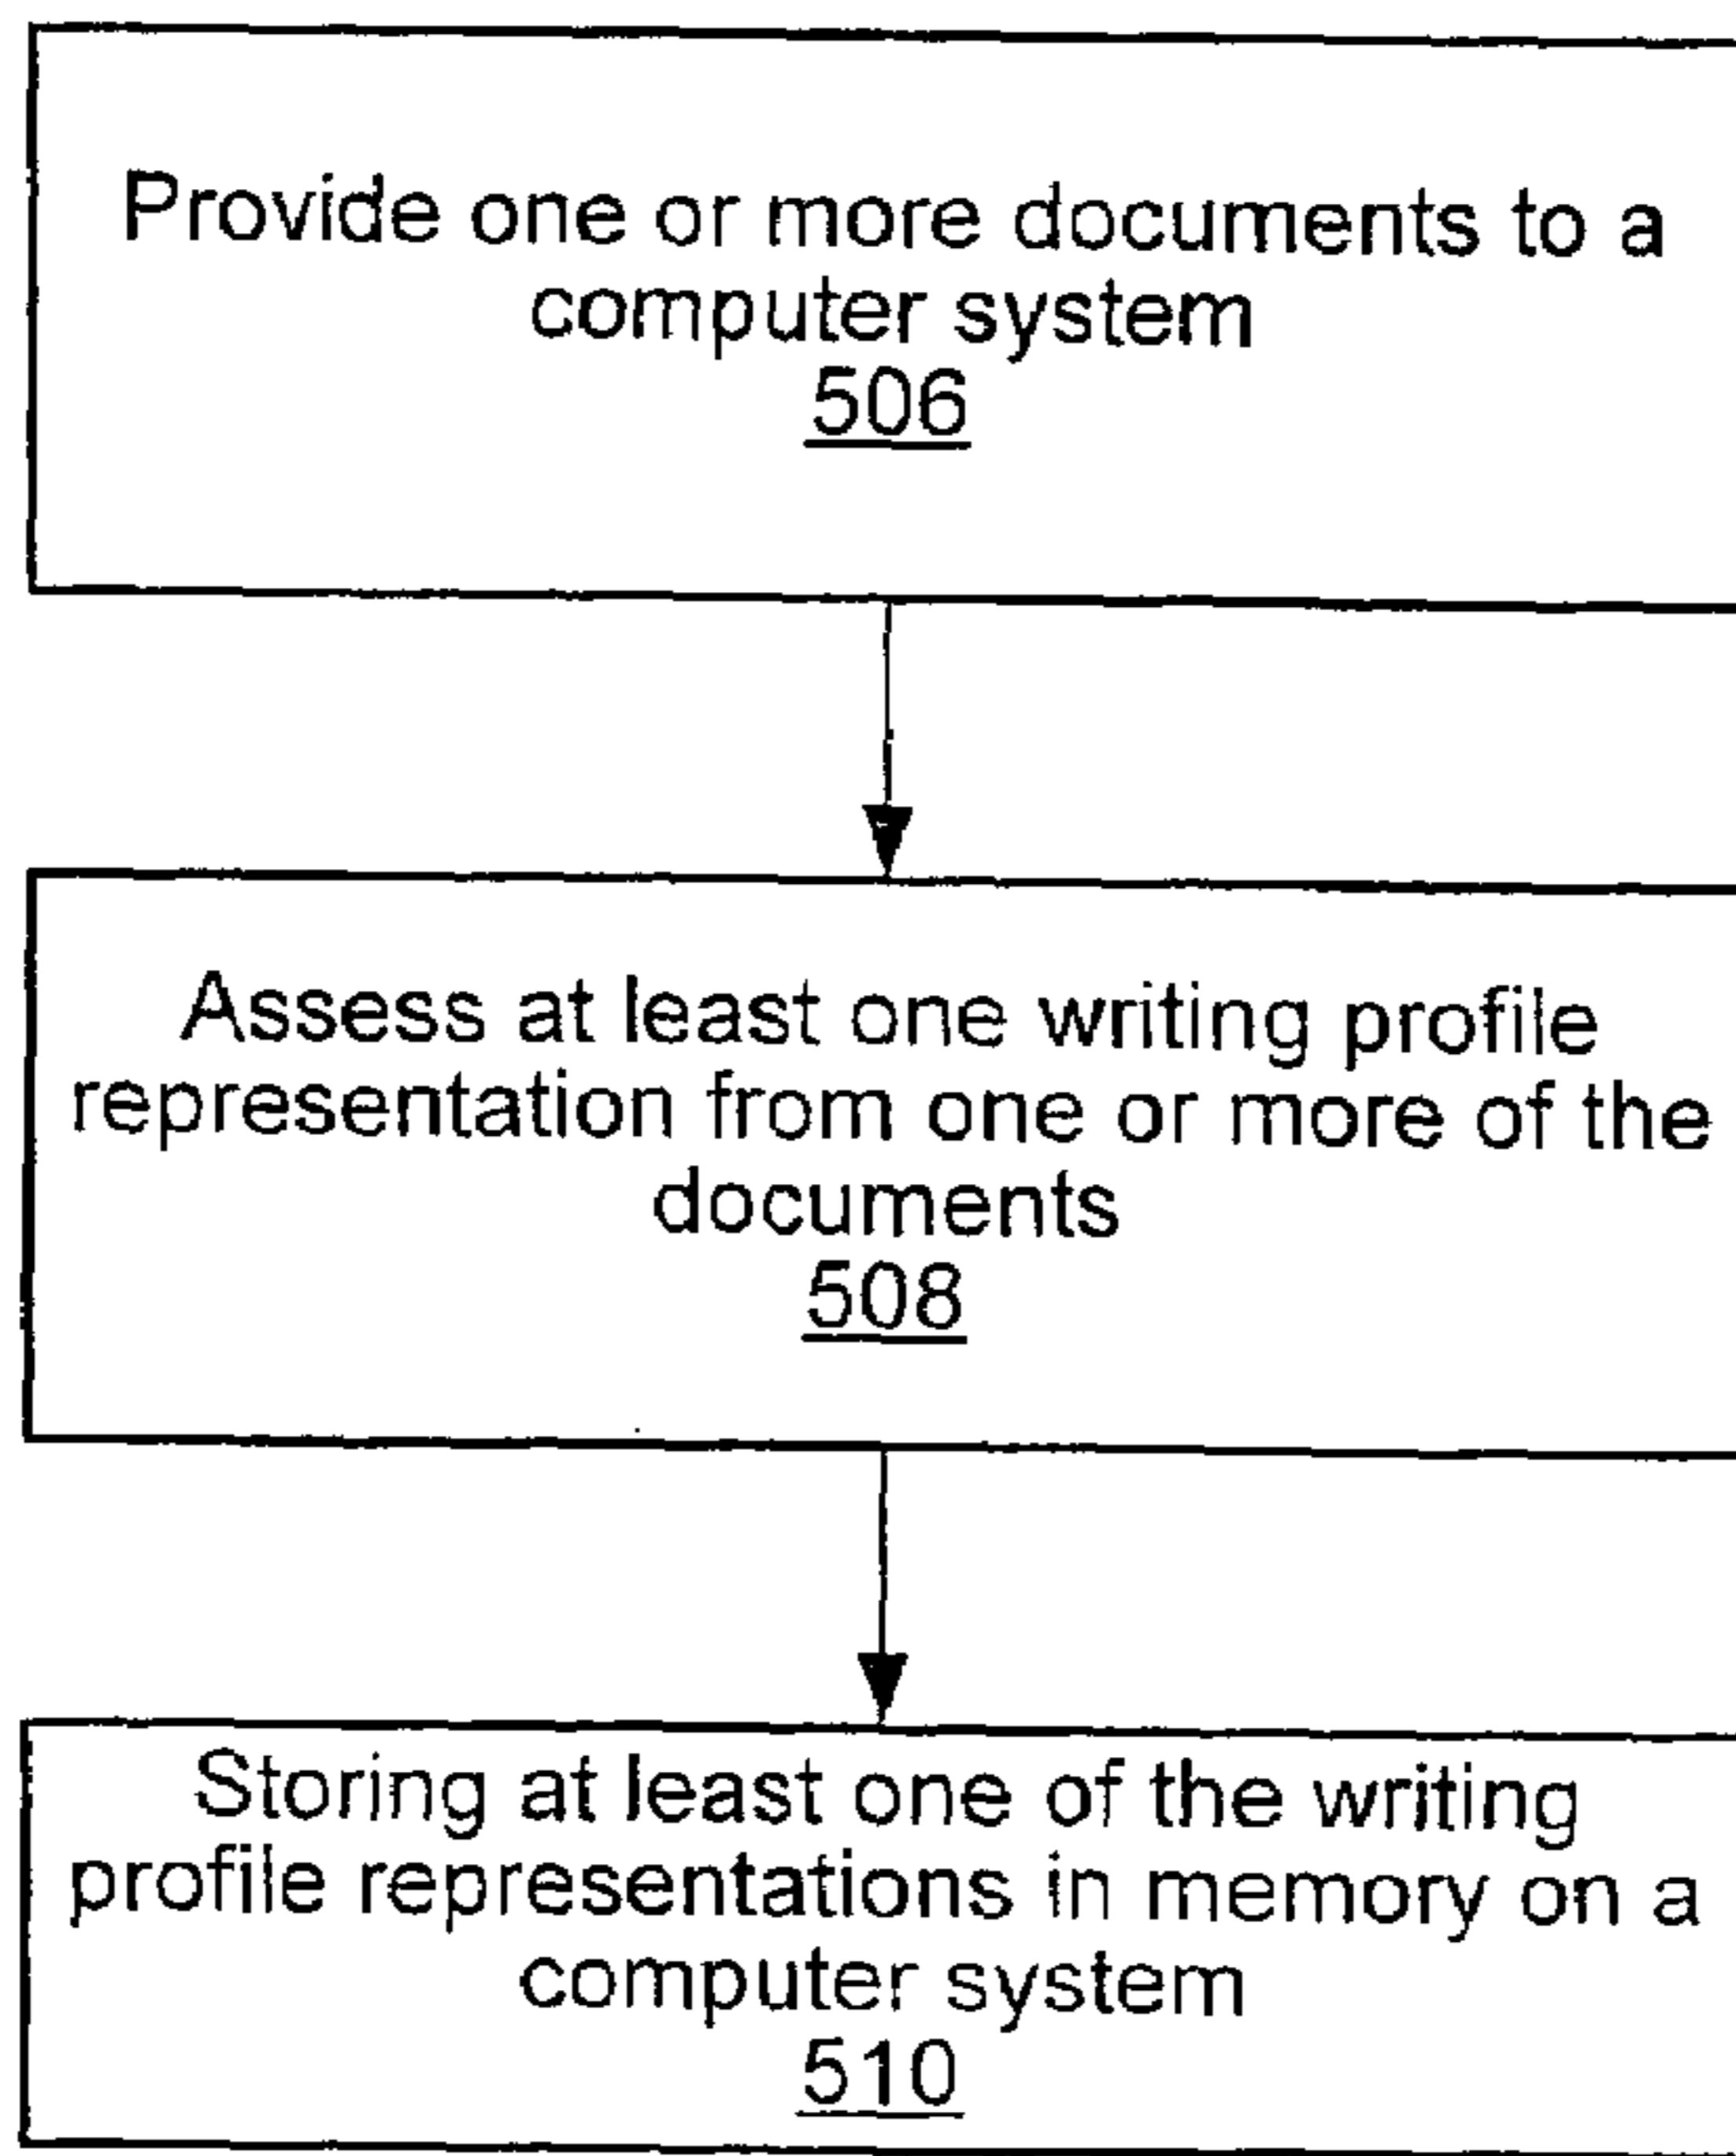 Provide one or more documents to a
computer system
506
Assess at least one writing profile
representation from one or more of the
documents
508
Storing at least one of the writing
profile representations in memory on a
computer system
510